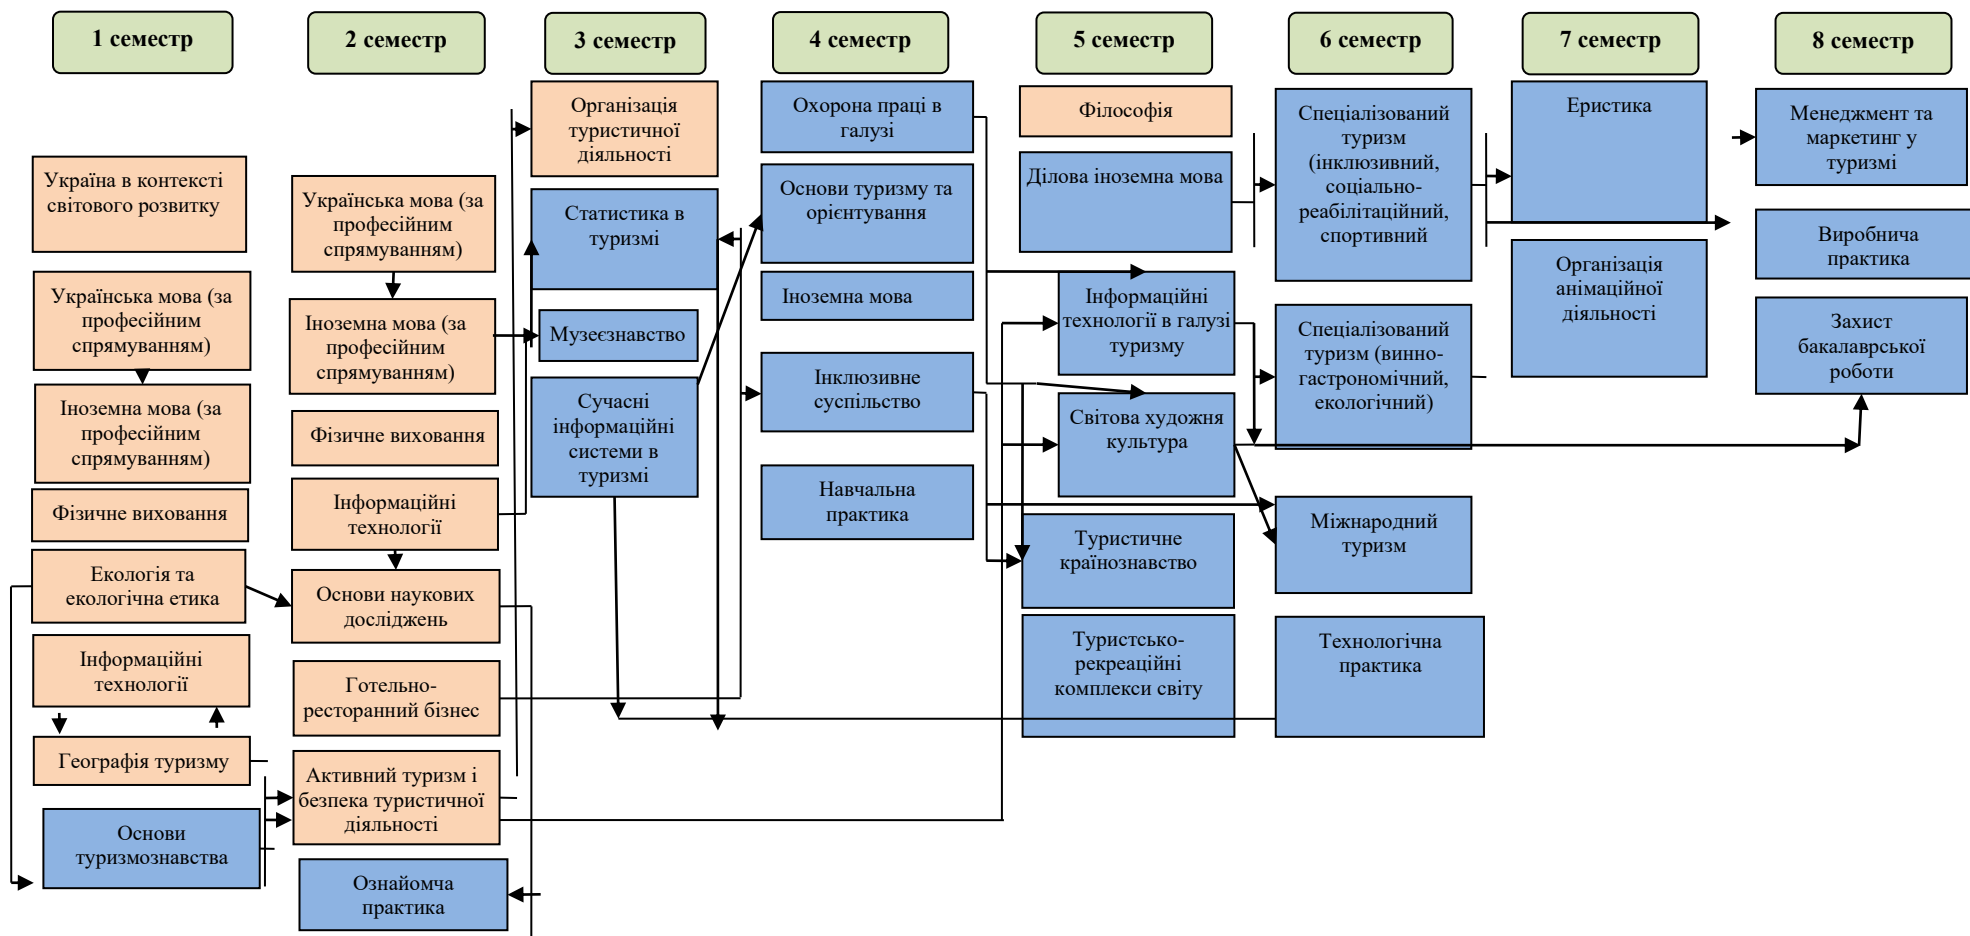 1 семестр
2 семестр
3 семестр
4 семестр
5 семестр
6 семестр
7 семестр
8 семестр
Україна в контексті
світового розвитку
Українська мова (за
професійним
спрямуванням)
Іноземна мова (за
професійним
спрямуванням)
Фізичне виховання
Екологія та
екологічна етика
Інформаційні
технології
Географія туризму
Основи
туризмознавства
Українська мова (за
професійним
спрямуванням)
Іноземна мова (за
професійним
спрямуванням)
Фізичне виховання
Інформаційні
технології
Основи наукових
досліджень
Готельно-
ресторанний бізнес
Активний туризм і
безпека туристичної
діяльності
Ознайомча
практика
Організація
туристичної
діяльності
Статистика в
туризмі
Музеєзнавство
Сучасні
інформаційні
системи в
туризмі
Охорона праці в
галузі
Основи туризму та
орієнтування
Іноземна мова
Інклюзивне
суспільство
Навчальна
практика
Філософія
Ділова іноземна мова
Інформаційні
технології в галузі
туризму
Світова художня
культура
Туристичне
країнознавство
Туристсько-
рекреаційні
комплекси світу
Спеціалізований
туризм
(інклюзивний,
соціально-
реабілітаційний,
спортивний
Спеціалізований
туризм (винно-
гастрономічний,
екологічний)
Міжнародний
туризм
Технологічна
практика
Еристика
Організація
анімаційної
діяльності
Менеджмент та
маркетинг у
туризмі
Виробнича
практика
Захист
бакалаврської
роботи